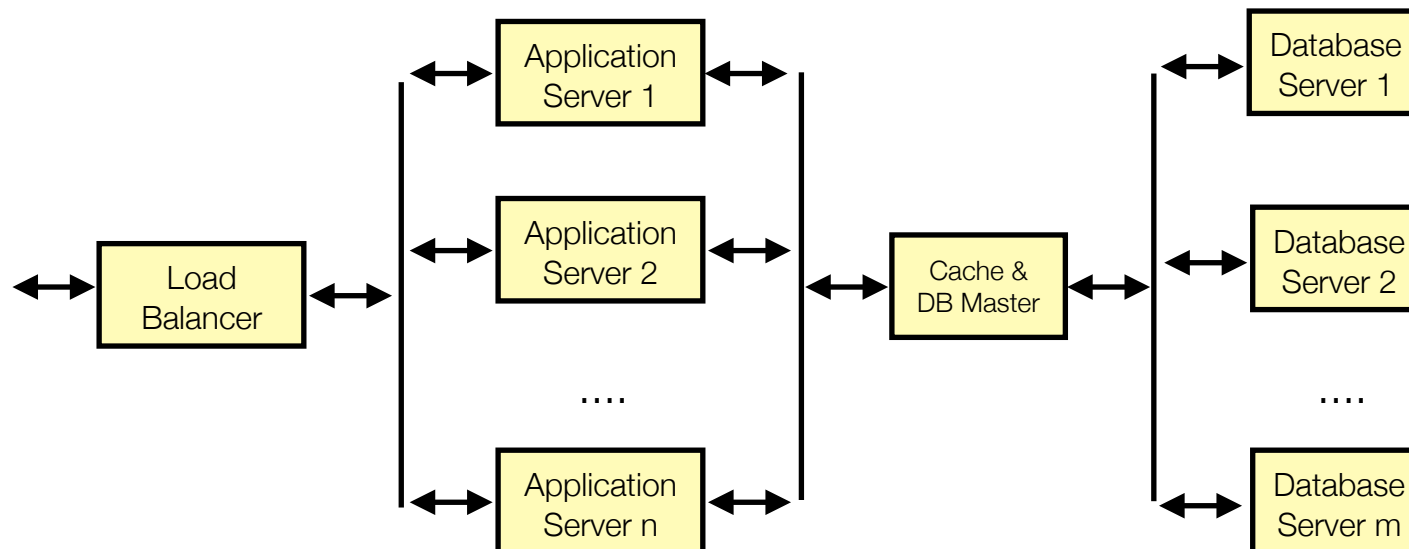 Load
Balancer
Application
Server 1
Application
Server 2
....
Application
Server n
Cache &
DB Master
Database
Server 1
Database
Server 2
....
Database
Server m